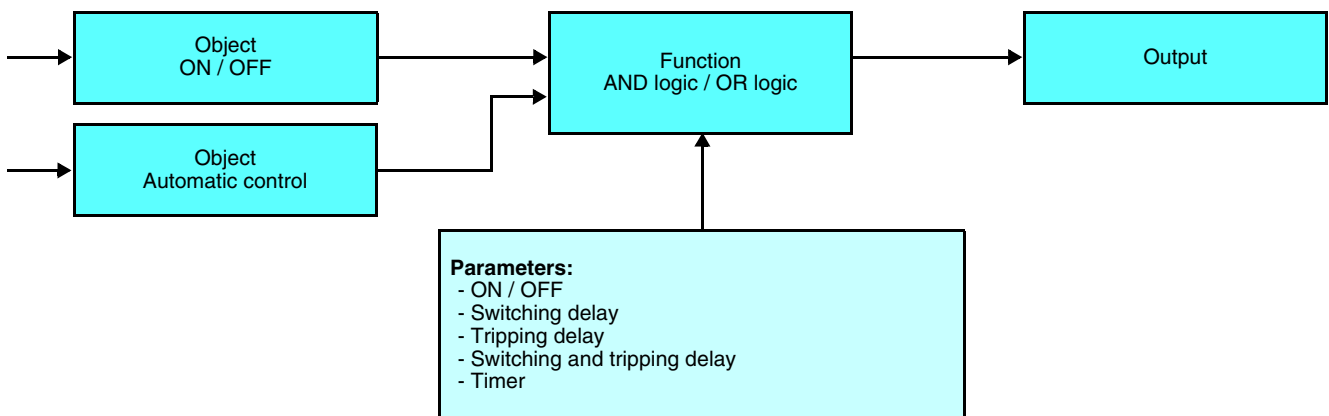 Object
ON / OFF
Function
AND logic / OR logic
Output
Object
Automatic control
Parameters:
- ON / OFF
- Switching delay
- Tripping delay
- Switching and tripping delay
- Timer